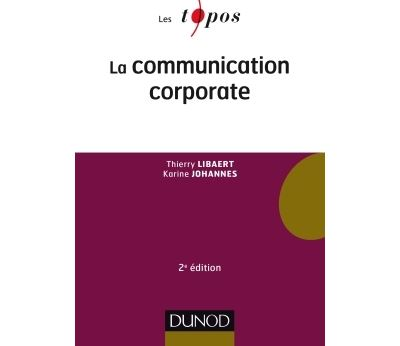 Les topos
La communication
corporate
Thierry LIBAERT
Karine JOHANNES
2e édition
DUNOD